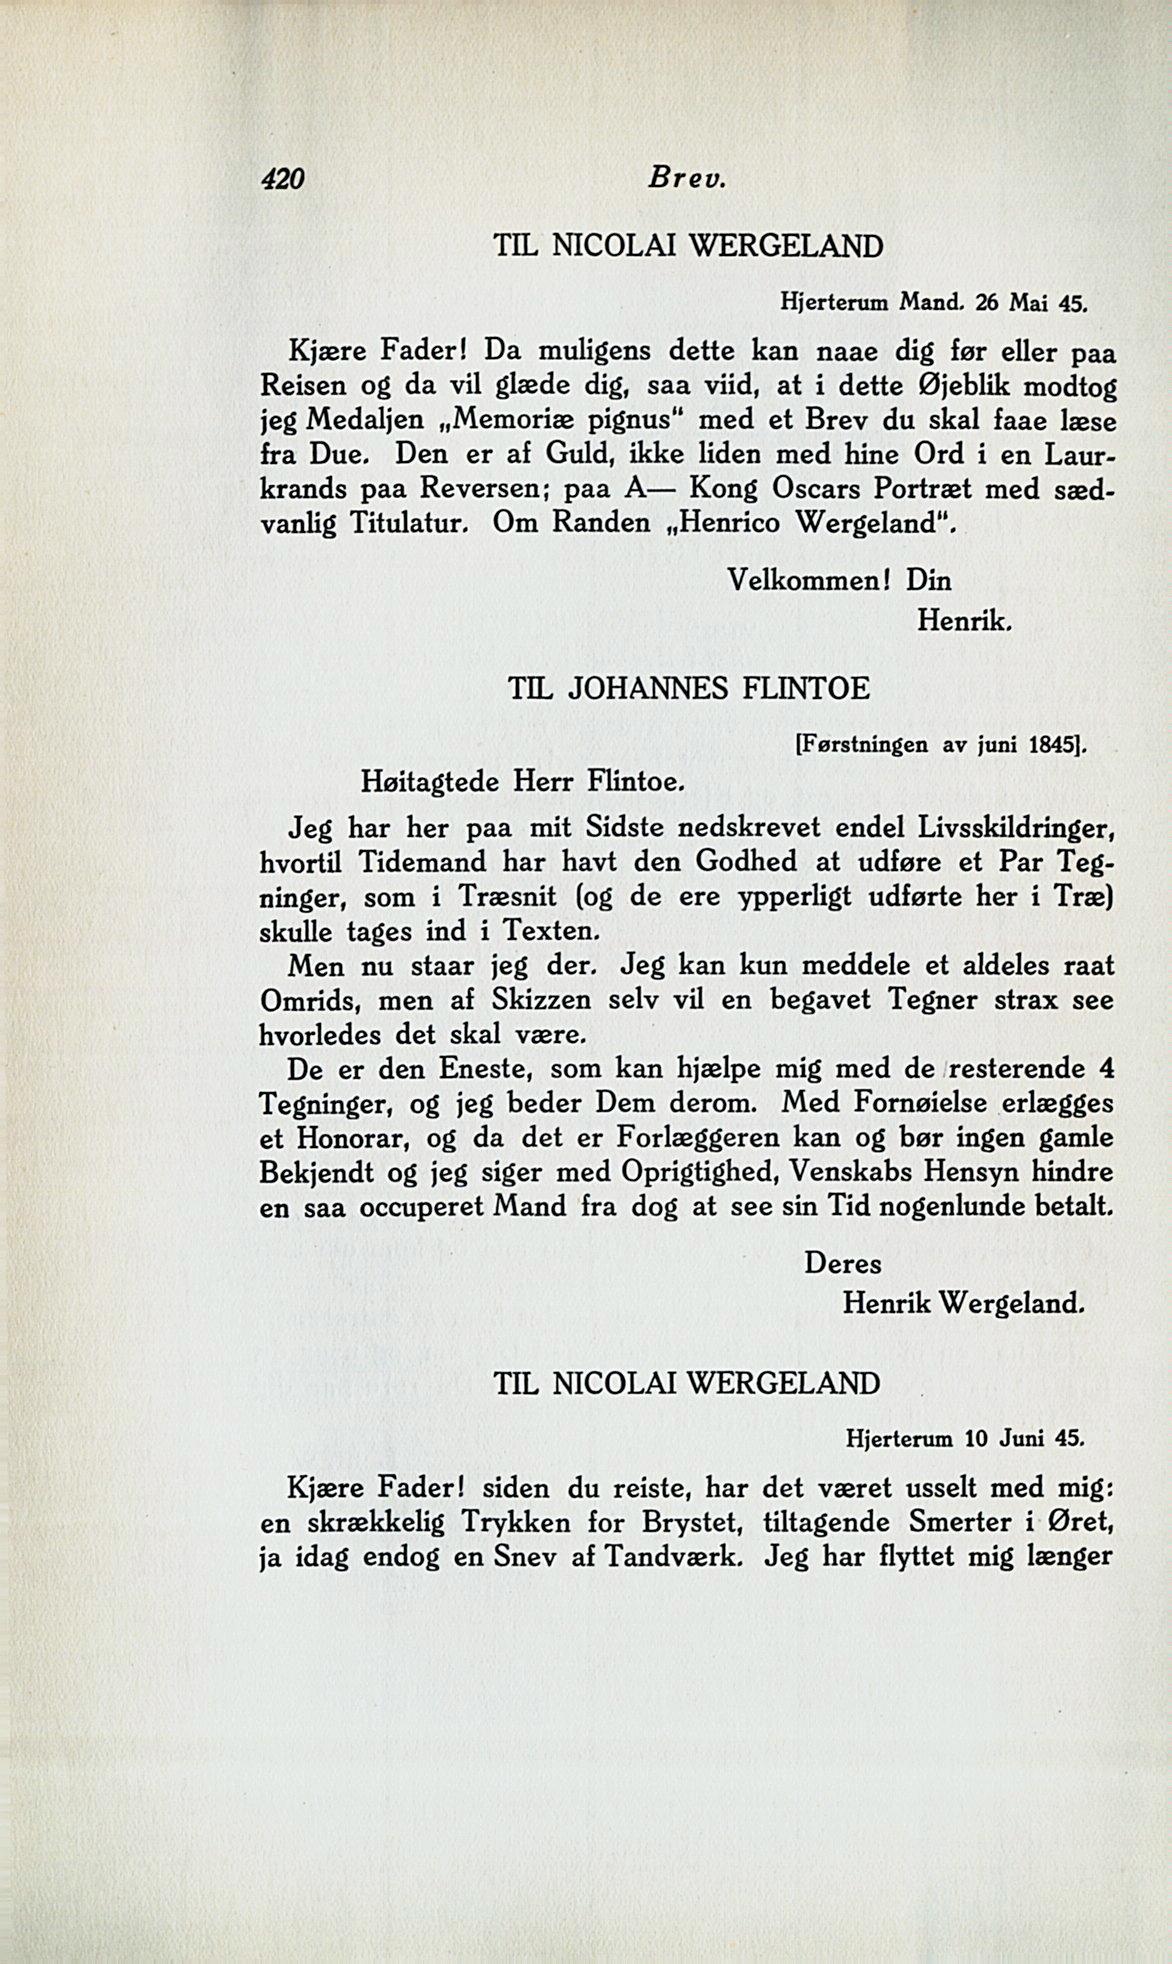 420 Brev.
TIL NICOLAI WERGELAND
Hjerterum Mand. 26 Mai 45.
Kjære Fader! Da muligens dette kan naae dig før eller paa
Reisen og da vil glæde dig, saa viid, at i dette Øjeblik modtog
jeg Medaljen „Memoriæ pignus“ med et Brev du skal faae læse
fra Due. Den er af Guld, ikke liden med hine Ord i en Laur-
krands paa Reversen; paa A— Kong Oscars Portræt med sæd-
vanlig Titulatur. Om Randen „Henrico Wergeland“.
Velkommen! Din
Henrik.
TIL JOHANNES FLINTOE
[Førstningen av juni 1845].
Høitagtede Herr Flintoe.
Jeg har her paa mit Sidste nedskrevet endel Livsskildringer,
hvortil Tidemand har havt den Godhed at udføre et Par Teg-
ninger, som i Træsnit (og de ere ypperligt udførte her i Træ)
skulle tages ind i Texten.
Men nu staar jeg der. Jeg kan kun meddele et aldeles raat
Omrids, men af Skizzen selv vil en begavet Tegner strax see
hvorledes det skal være.
De er den Eneste, som kan hjælpe mig med de resterende 4
Tegninger, og jeg beder Dem derom. Med Fornøielse erlægges
et Honorar, og da det er Forlæggeren kan og bør ingen gamle
Bekjendt og jeg siger med Oprigtighed, Venskabs Hensyn hindre
en saa occuperet Mand fra dog at see sin Tid nogenlunde betalt.
Deres
Henrik Wergeland.
TIL NICOLAI WERGELAND
Hjerterum 10 Juni 45.
Kjære Fader! siden du reiste, har det været usselt med mig:
en skrækkelig Trykken for Brystet, tiltagende Smerter i Øret,
ja idag endog en Snev af Tandværk. Jeg har flyttet mig længer